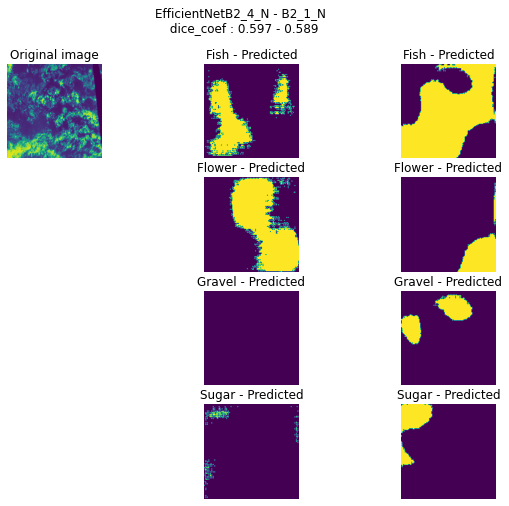 EfficientNetB2_4_N - B2_1_N
dice_coef : 0.597 - 0.589
Original image
Fish - Predicted
Fish - Predicted
Flower - Predicted
Flower - Predicted
Gravel - Predicted
Gravel - Predicted
Sugar - Predicted
Sugar - Predicted